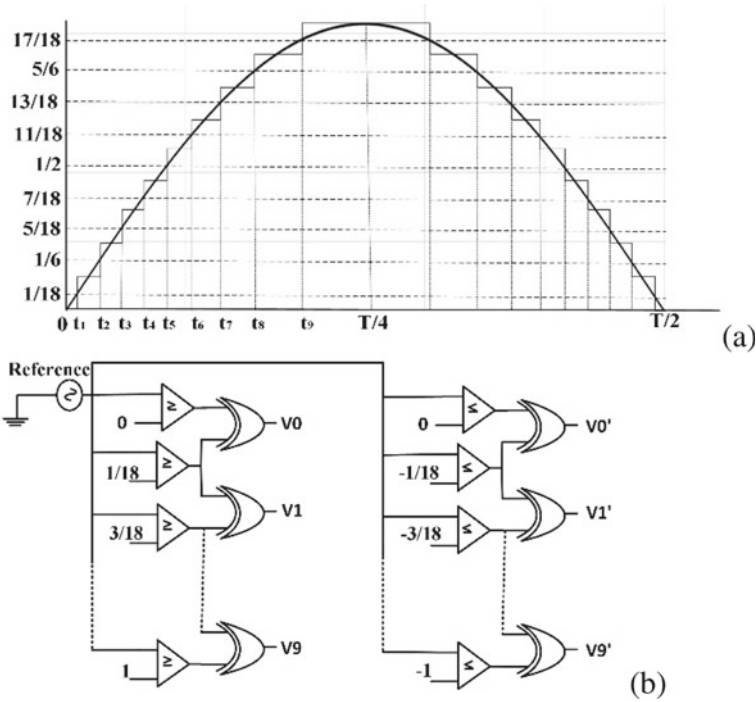 17/18
5/6
13/18
11/18
1/2
7/18
5/18
1/6
1/18
0 t₁ t₂ t₃ t₄ t₅ t₆ t₇ t₈ t₉ T/4 T/2
(a)
Reference
0 ≥ V0
1/18 ≥
V1
3/18 ≥
V9
1 ≥
0 ≤ V0'
-1/18 ≤
V1'
-3/18 ≤
V9'
-1 ≤
(b)